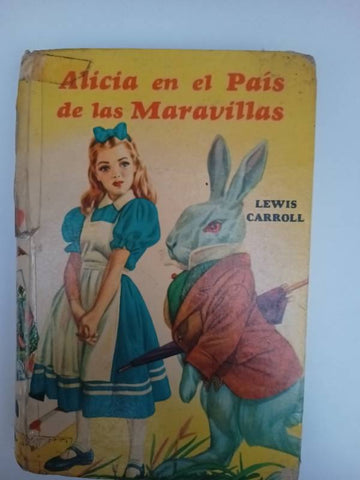 Alicia en el País
de las Maravillas
LEWIS
CARROLL